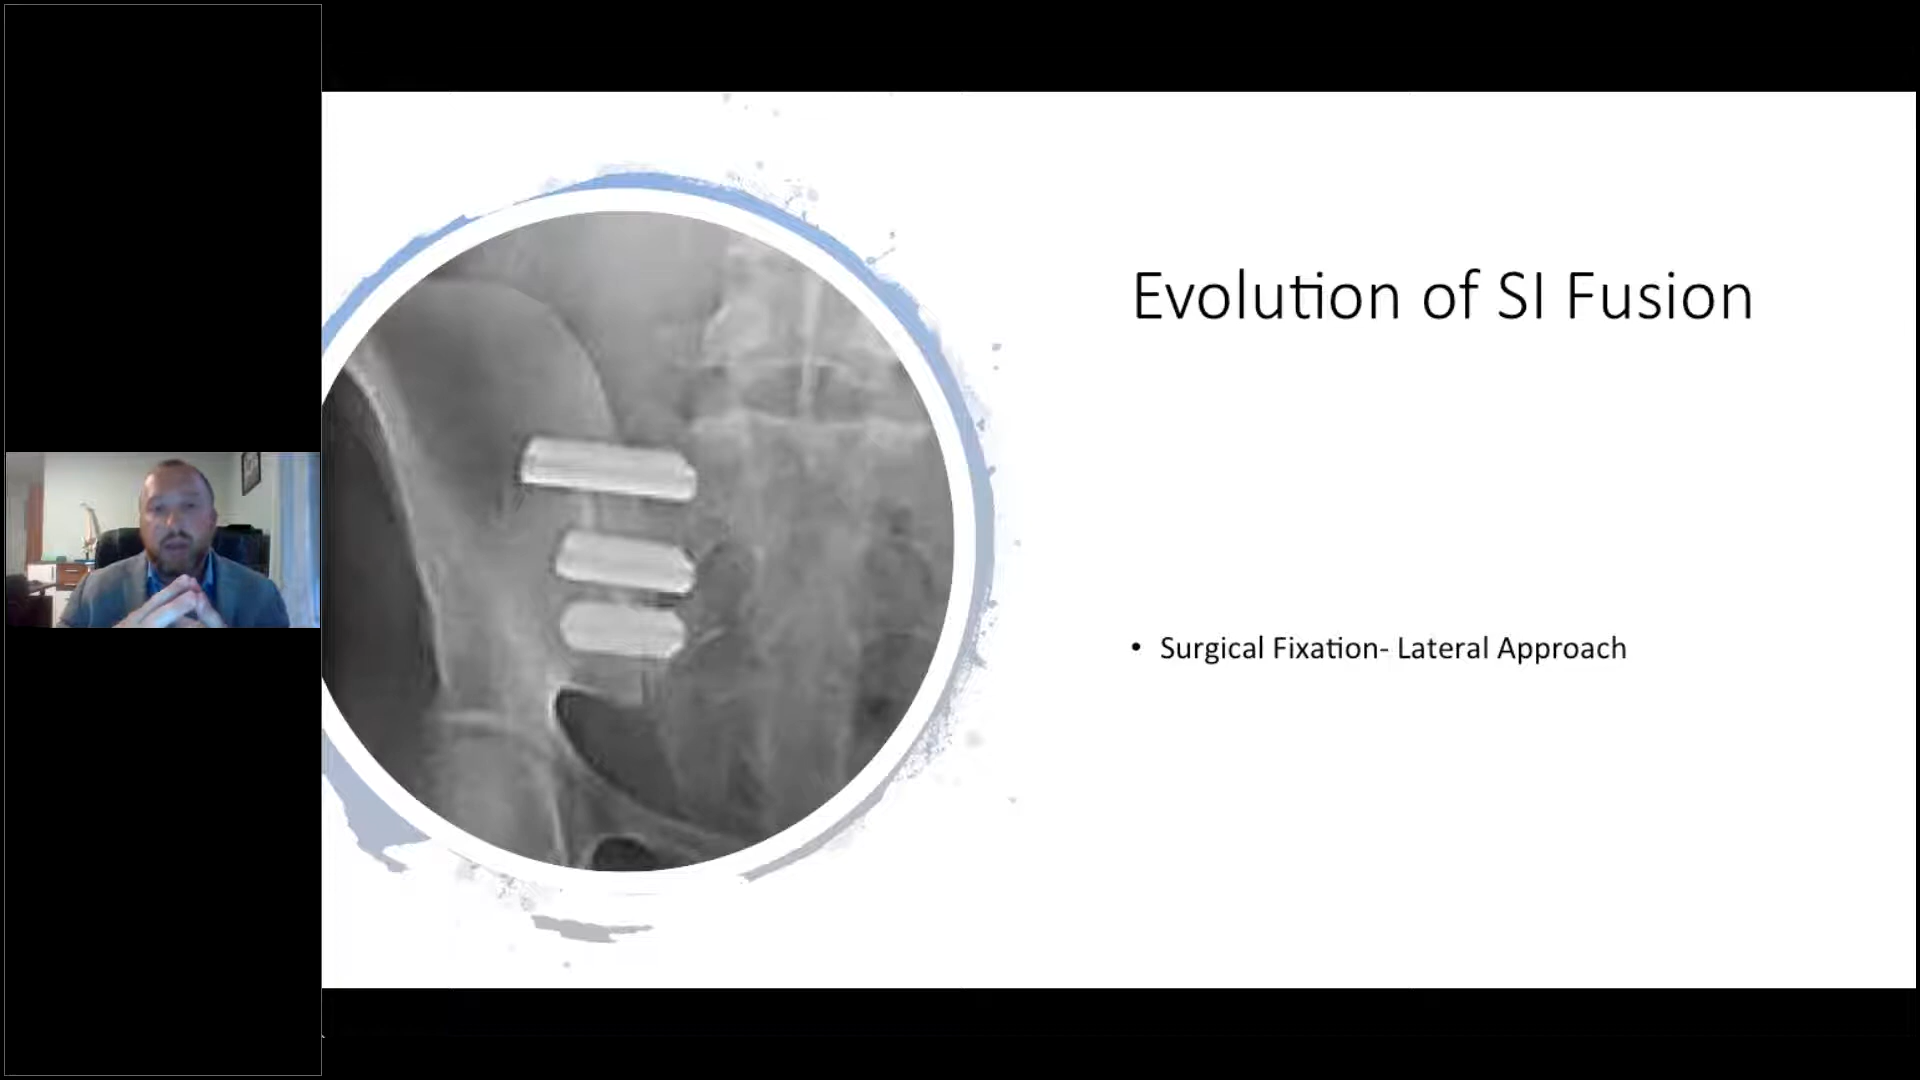 Evolution of SI Fusion
• Surgical Fixation- Lateral Approach